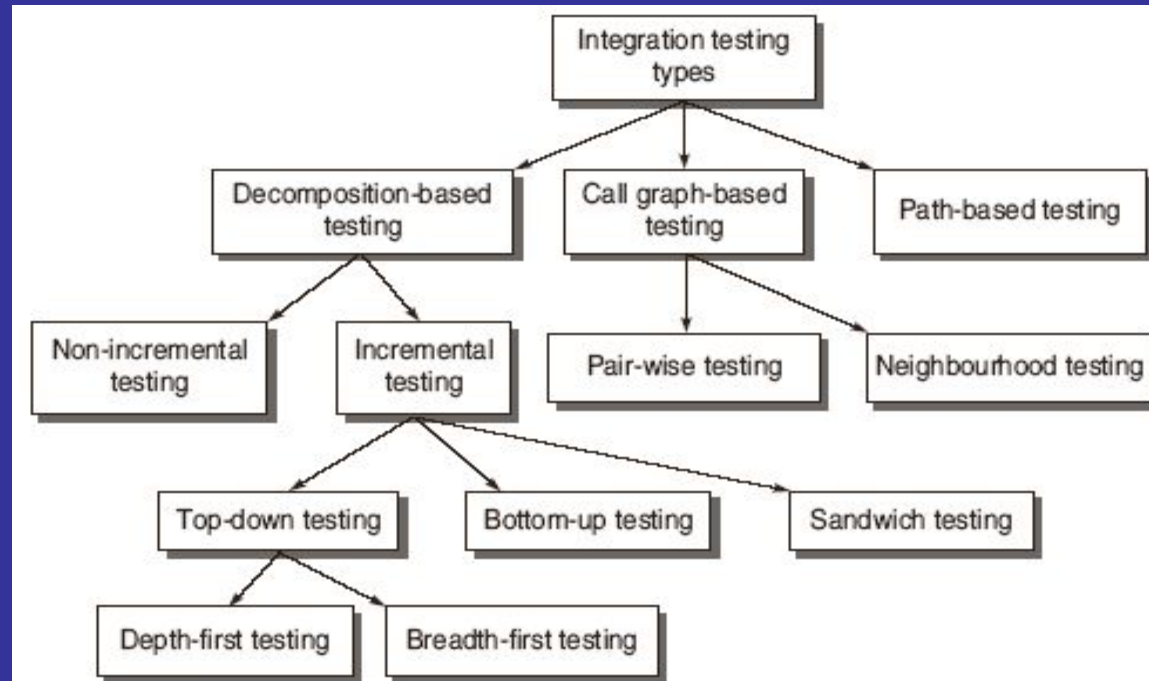 Integration testing
types
Decomposition-based
testing
Call graph-based
testing
Path-based testing
Non-incremental
testing
Incremental
testing
Pair-wise testing
Neighbourhood testing
Top-down testing
Bottom-up testing
Sandwich testing
Depth-first testing
Breadth-first testing